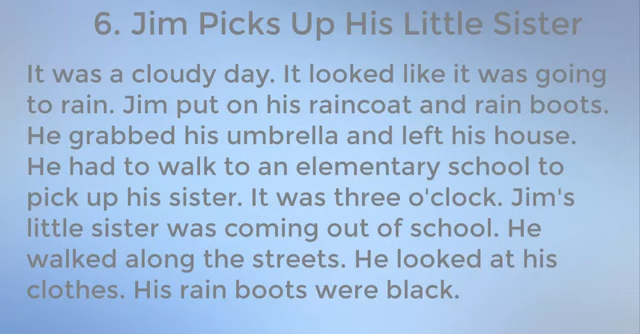 6. Jim Picks Up His Little Sister
It was a cloudy day. It looked like it was going
to rain. Jim put on his raincoat and rain boots.
He grabbed his umbrella and left his house.
He had to walk to an elementary school to
pick up his sister. It was three o'clock. Jim's
little sister was coming out of school. He
walked along the streets. He looked at his
clothes. His rain boots were black.